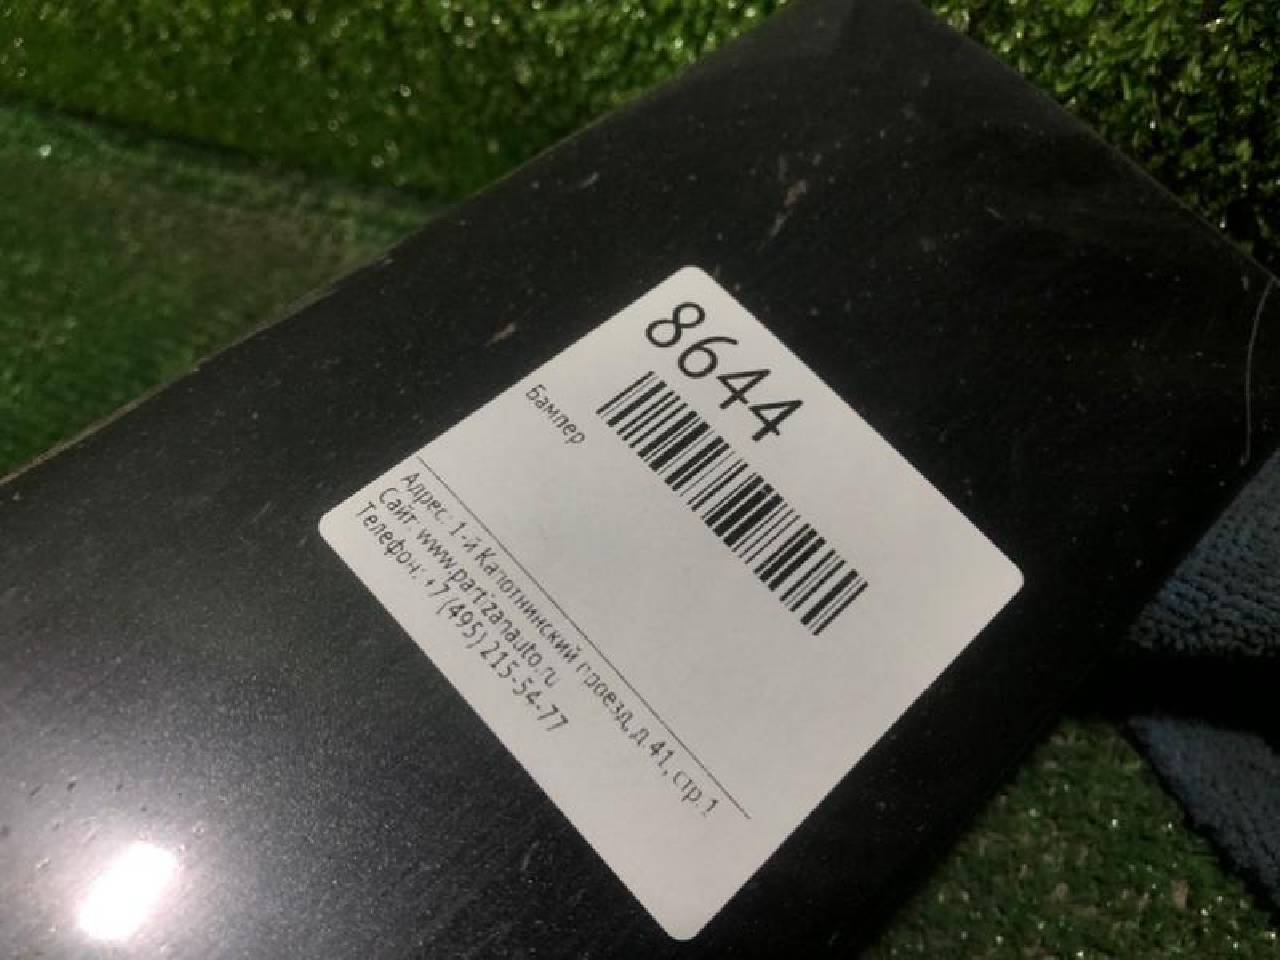 8644
Бампер
Адрес: 1-й Капотнинский проезд, д 41, стр. 1
Сайт: www.partizanauto.ru
Телефон: +7 (495) 215-54-77